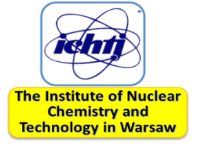 ichtj
The Institute of Nuclear
Chemistry and
Technology in Warsaw